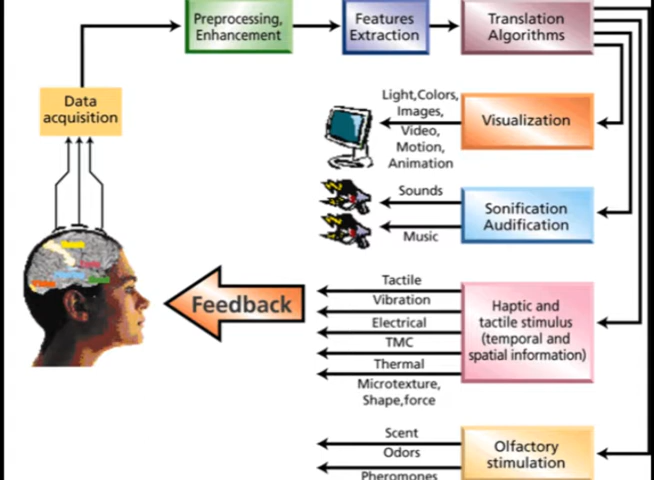 Preprocessing,
Enhancement
Features
Extraction
Translation
Algorithms
Data
acquisition
Light,Colors,
Images,
Video,
Motion,
Animation
Visualization
Sounds
Music
Sonification
Audification
Feedback
Tactile
Vibration
Electrical
TMC
Thermal
Microtexture,
Shape,force
Haptic and
tactile stimulus
(temporal and
spatial information)
Scent
Odors
Pheromones
Olfactory
stimulation